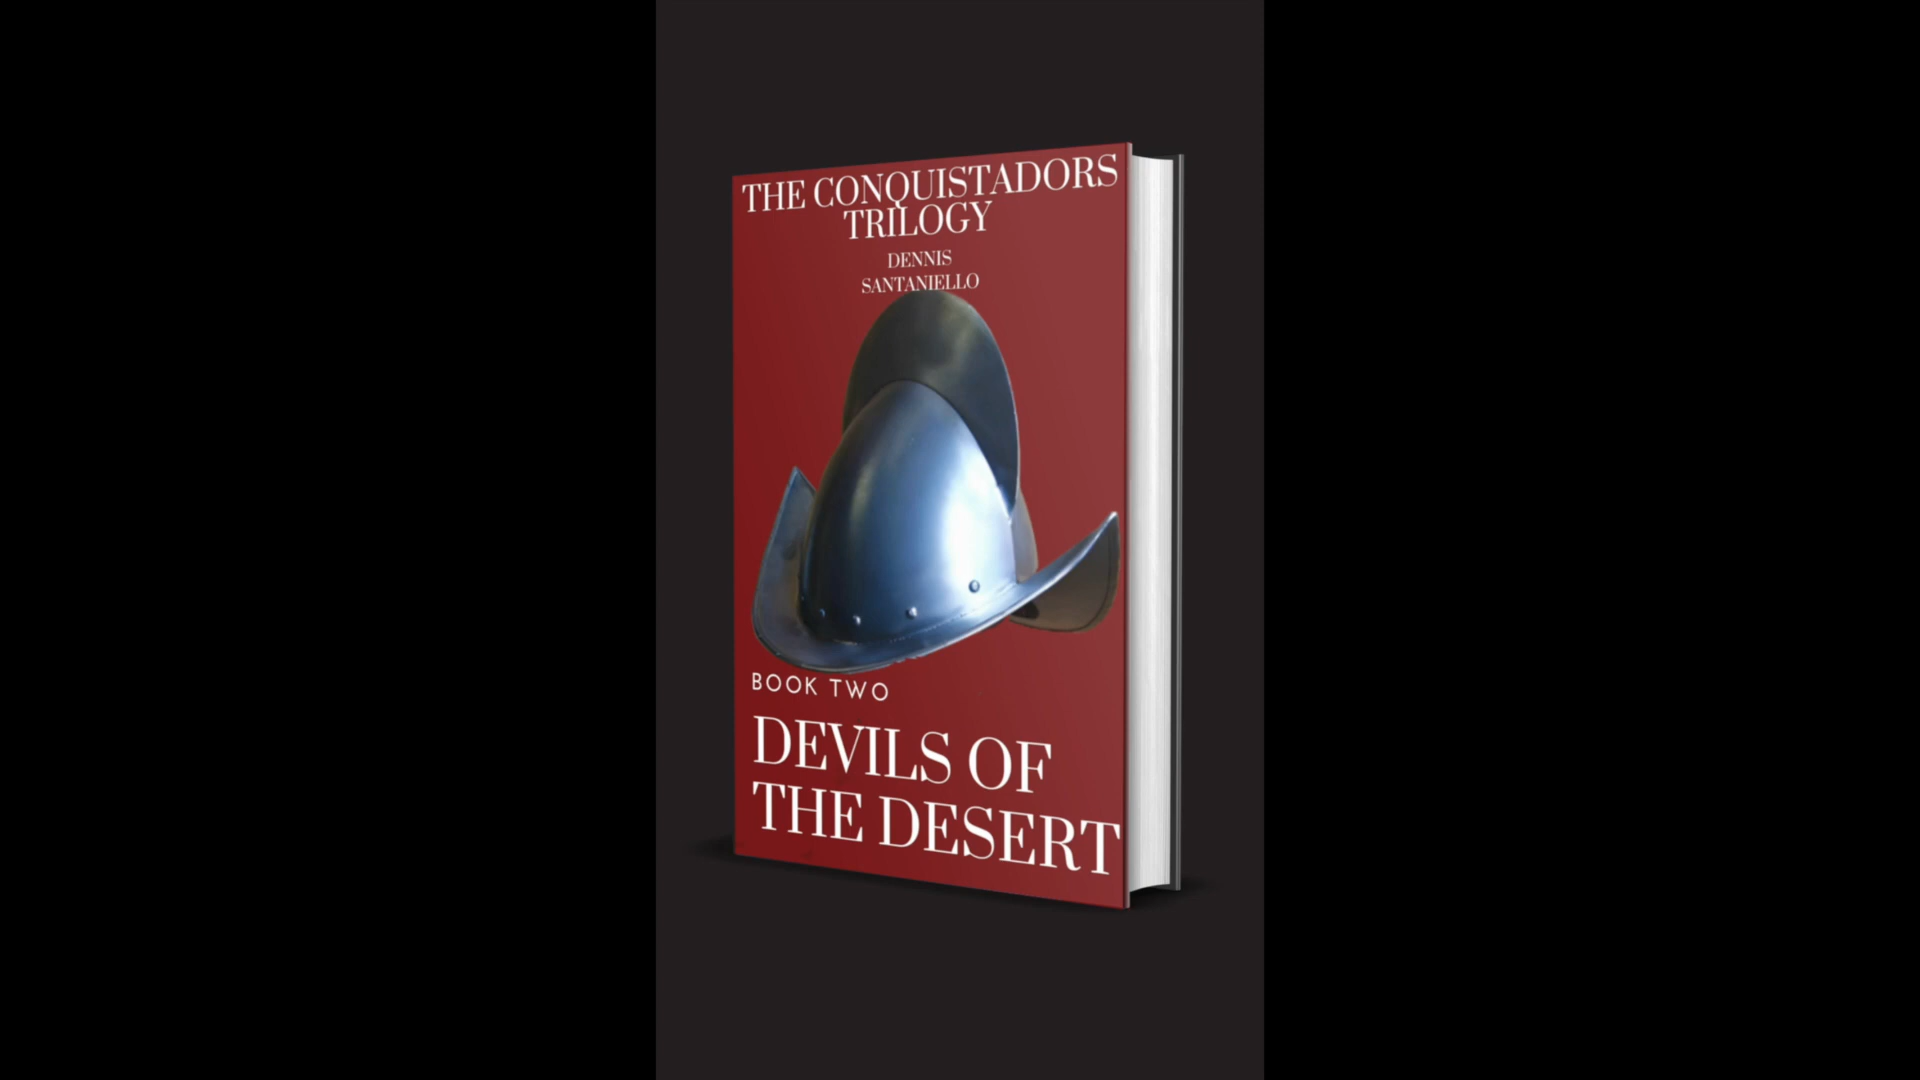 THE CONQUISTADORS
TRILOGY
DENNIS
SANTANIELLO
BOOK TWO
DEVILS OF
THE DESERT